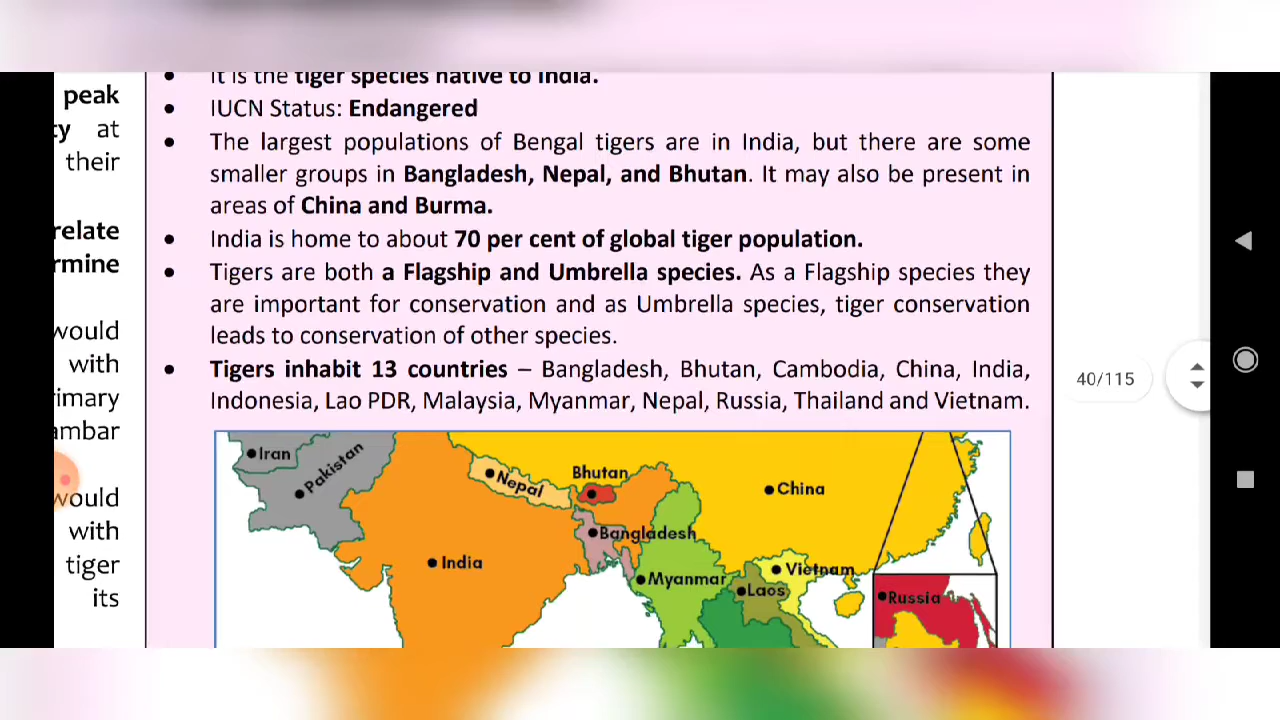 peak
ty at
their
relate
rmine
would
with
rimary
ambar
would
with
tiger
its
• It is the tiger species native to India.
• IUCN Status: Endangered
• The largest populations of Bengal tigers are in India, but there are some
smaller groups in Bangladesh, Nepal, and Bhutan. It may also be present in
areas of China and Burma.
• India is home to about 70 per cent of global tiger population.
• Tigers are both a Flagship and Umbrella species. As a Flagship species they
are important for conservation and as Umbrella species, tiger conservation
leads to conservation of other species.
• Tigers inhabit 13 countries – Bangladesh, Bhutan, Cambodia, China, India,
Indonesia, Lao PDR, Malaysia, Myanmar, Nepal, Russia, Thailand and Vietnam.
Iran
Pakistan
Nepal
Bhutan
China
Bangladesh
India
Myanmar
Vietnam
Laos
Russia
40/115